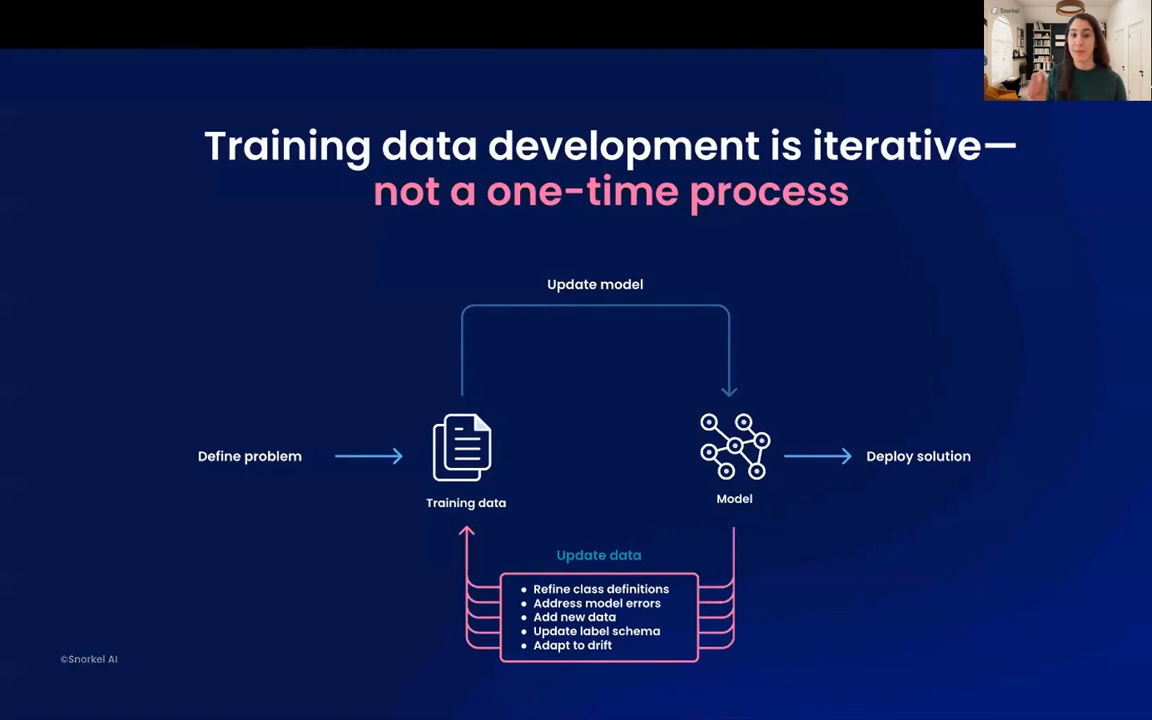 Snorkel
Training data development is iterative—
not a one-time process
Update model
Define problem
Deploy solution
Training data
Model
Update data
• Refine class definitions
• Address model errors
• Add new data
• Update label schema
• Adapt to drift
©Snorkel AI